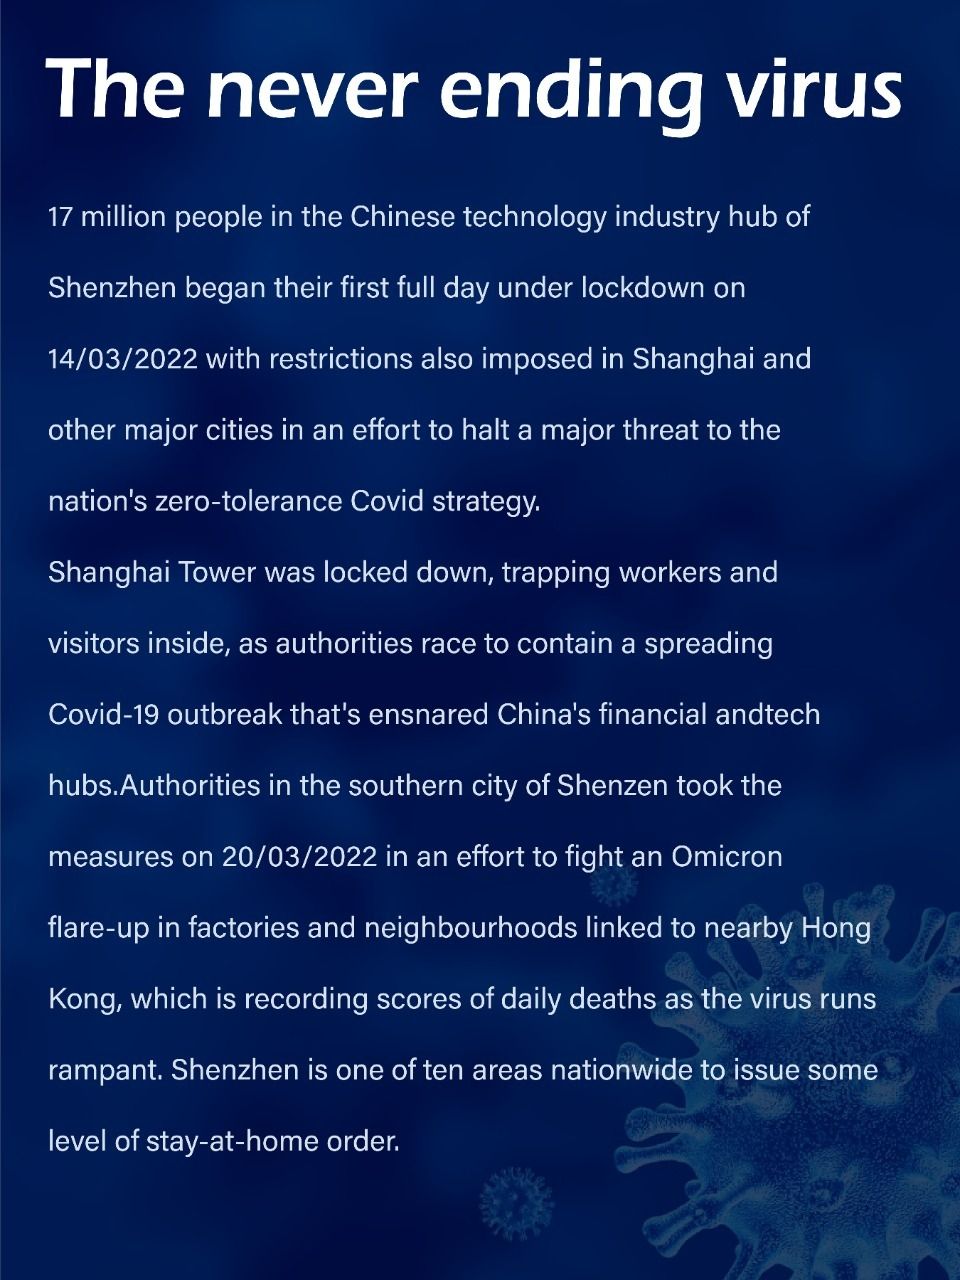 The never ending virus
17 million people in the Chinese technology industry hub of
Shenzhen began their first full day under lockdown on
14/03/2022 with restrictions also imposed in Shanghai and
other major cities in an effort to halt a major threat to the
nation's zero-tolerance Covid strategy.
Shanghai Tower was locked down, trapping workers and
visitors inside, as authorities race to contain a spreading
Covid-19 outbreak that's ensnared China's financial andtech
hubs.Authorities in the southern city of Shenzen took the
measures on 20/03/2022 in an effort to fight an Omicron
flare-up in factories and neighbourhoods linked to nearby Hong
Kong, which is recording scores of daily deaths as the virus runs
rampant. Shenzhen is one of ten areas nationwide to issue some
level of stay-at-home order.